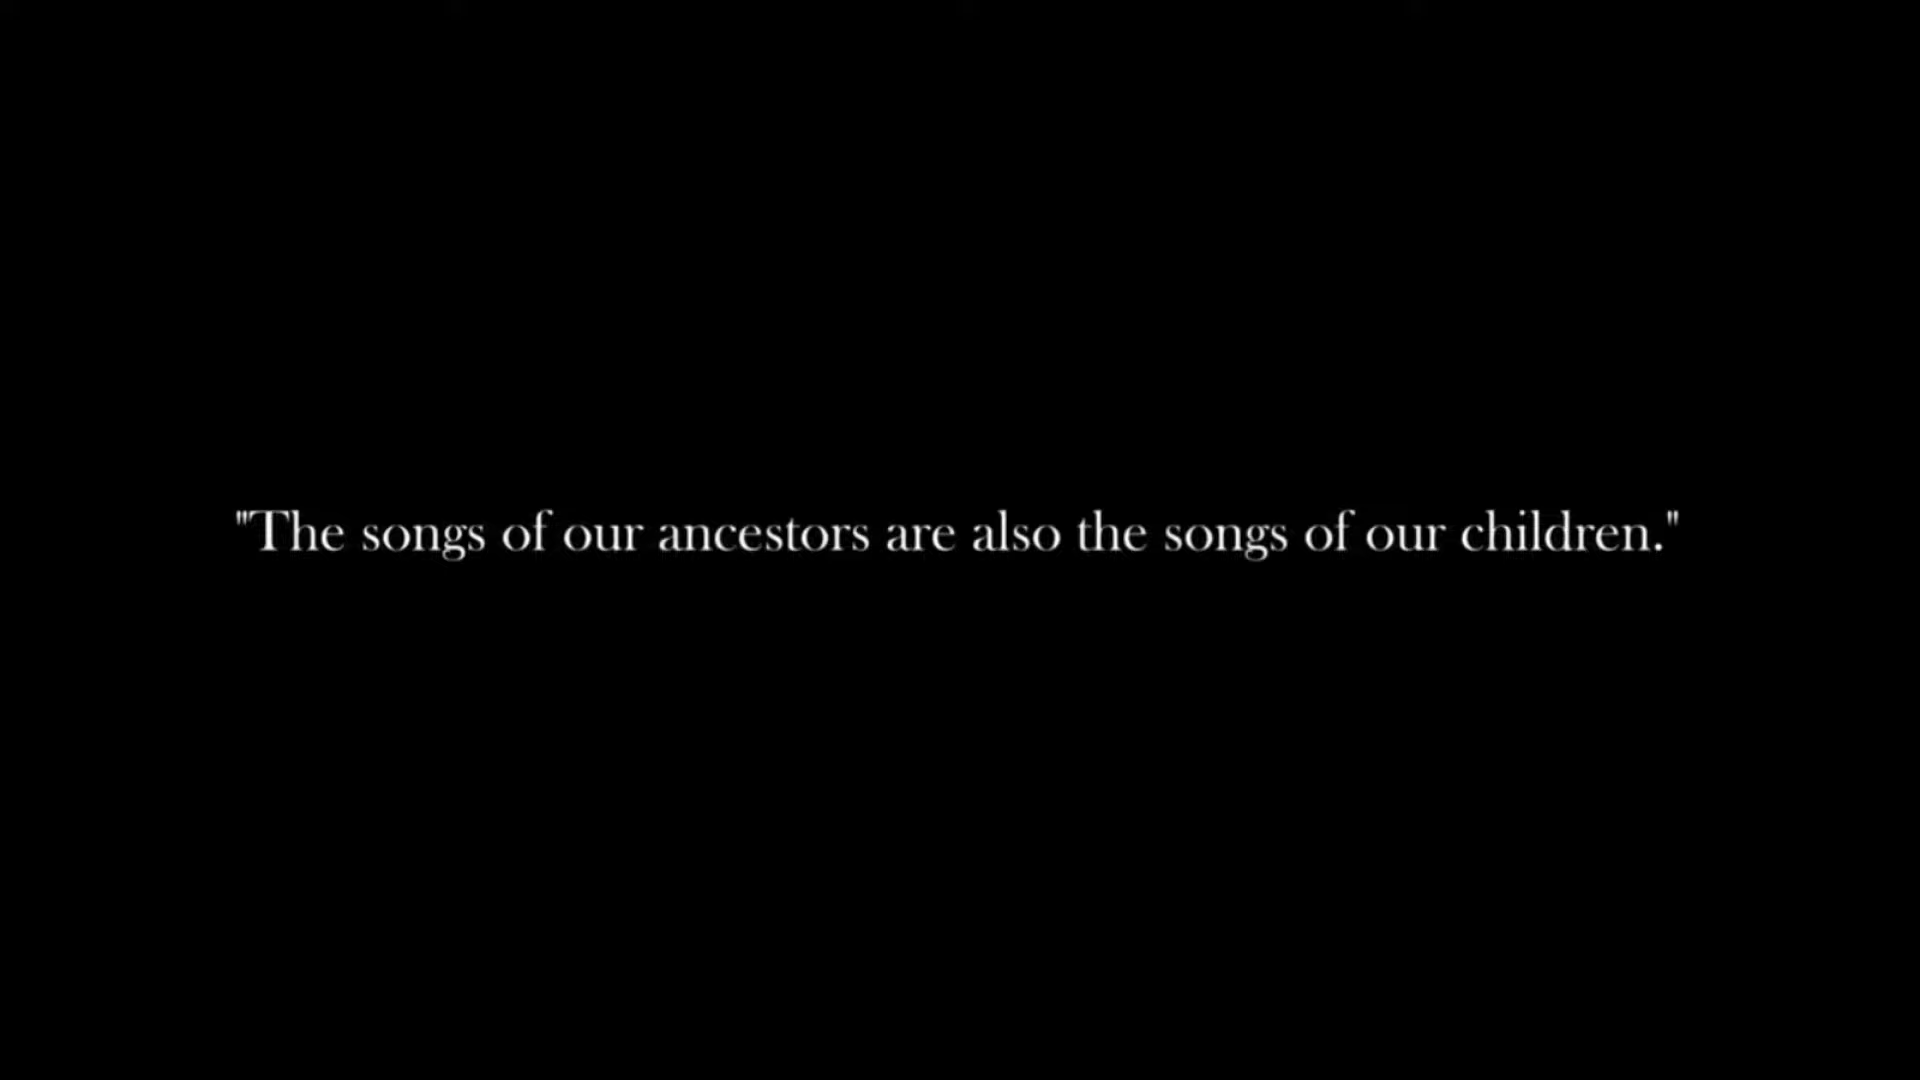 "The songs of our ancestors are also the songs of our children."